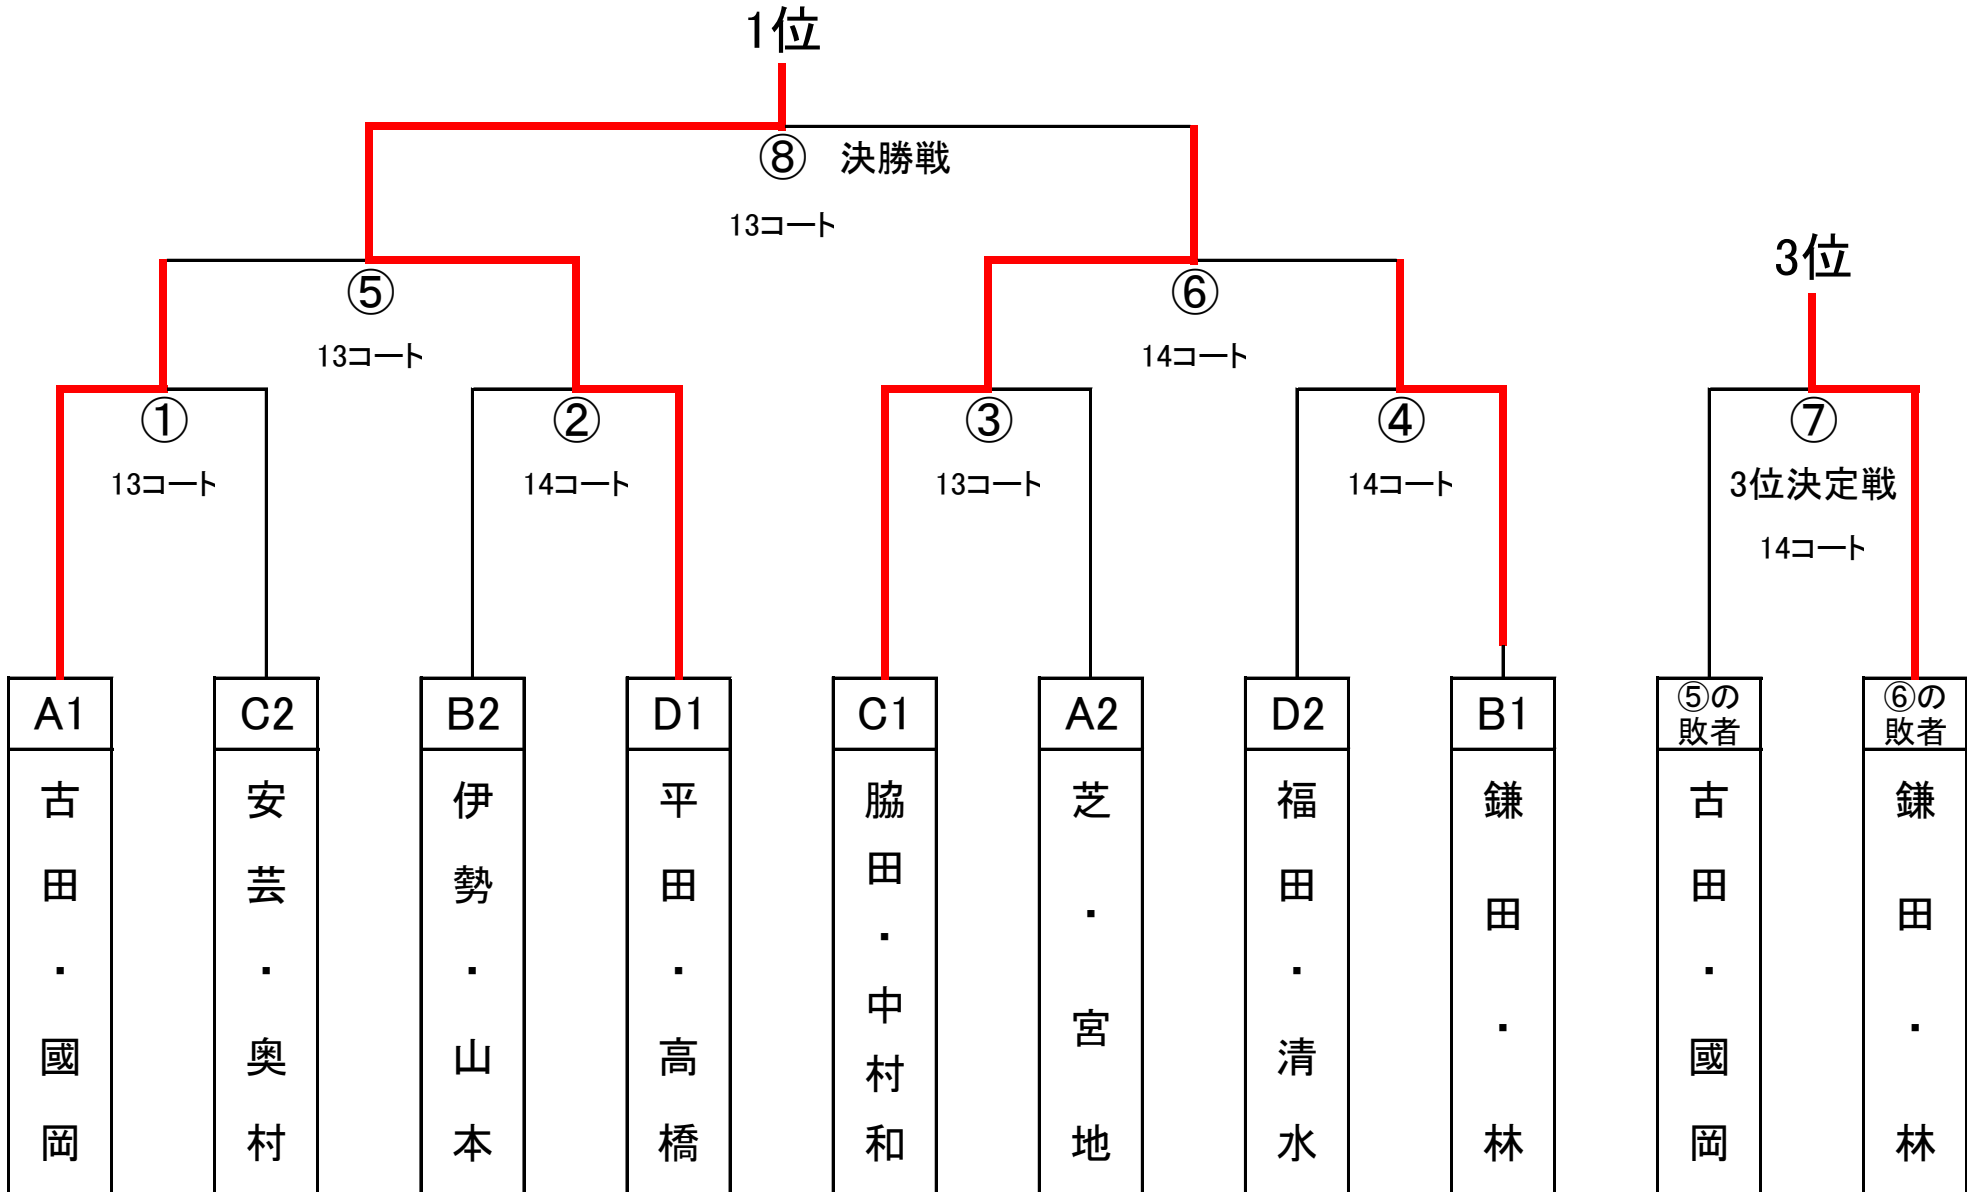 1位
⑧ 決勝戦
13コート
3位
⑤
⑥
13コート
14コート
①
②
③
④
⑦
13コート
14コート
13コート
14コート
3位決定戦
14コート
A1
C2
B2
D1
C1
A2
D2
B1
⑤の
敗者
⑥の
敗者
古田・國岡
安芸・奥村
伊勢・山本
平田・高橋
脇田・中村和
芝・宮地
福田・清水
鎌田・林
古田・國岡
鎌田・林